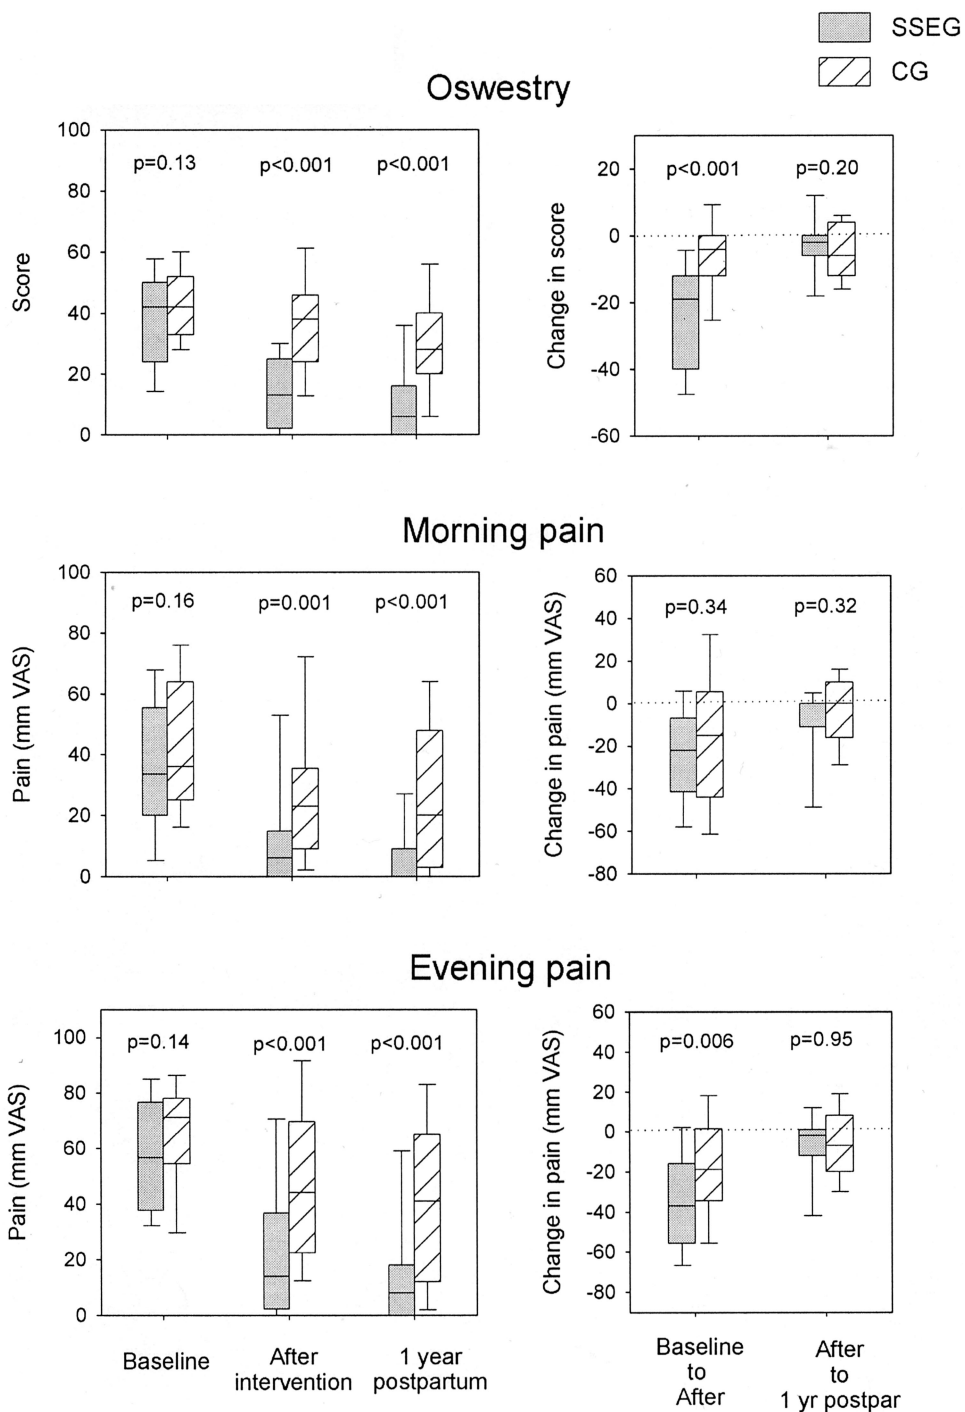 SSEG
CG
Oswestry
100
80
60
40
20
0
Score
p=0.13
p<0.001
p<0.001
20
0
-20
-40
-60
Change in score
p<0.001
p=0.20
Morning pain
100
80
60
40
20
0
Pain (mm VAS)
p=0.16
p=0.001
p<0.001
60
40
20
0
-20
-40
-60
-80
Change in pain (mm VAS)
p=0.34
p=0.32
Evening pain
100
80
60
40
20
0
Pain (mm VAS)
p=0.14
p<0.001
p<0.001
Baseline
After
intervention
1 year
postpartum
60
40
20
0
-20
-40
-60
-80
Change in pain (mm VAS)
p=0.006
p=0.95
Baseline
to
After
After
to
1 yr postpar